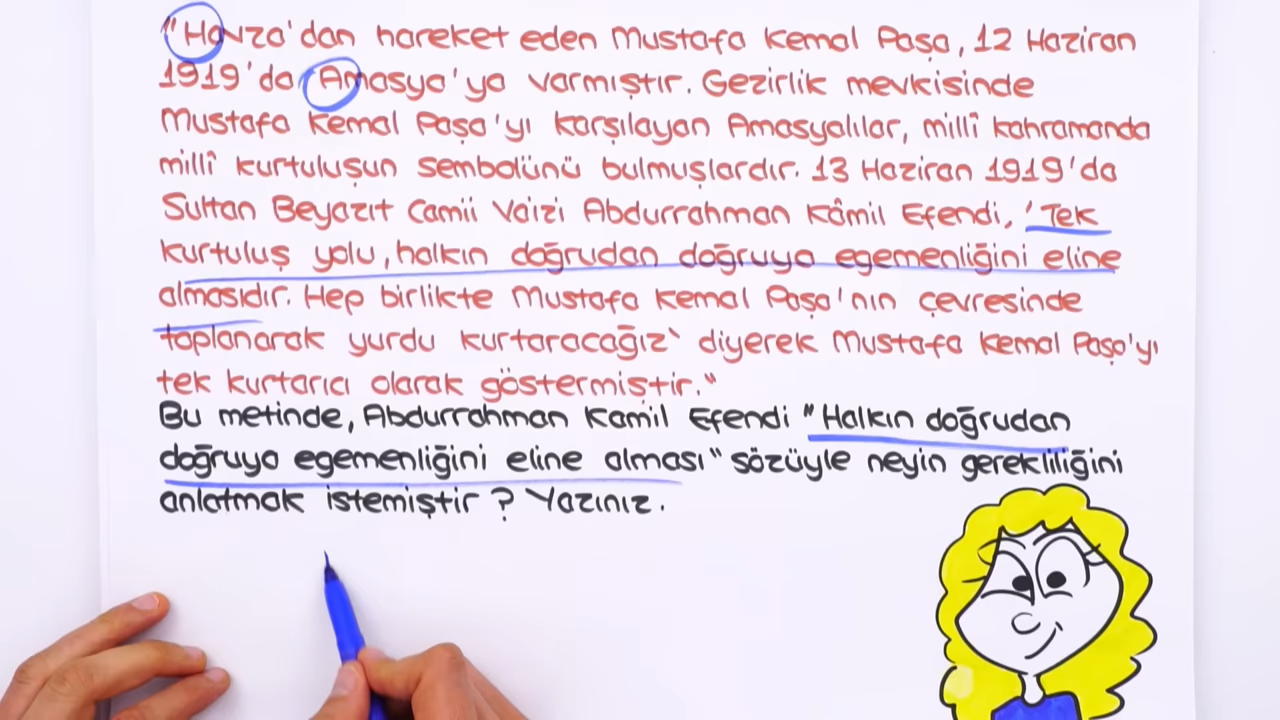 "Havza'dan hareket eden Mustafa Kemal Paşa, 12 Haziran
1919'da Amasya'ya varmıştır. Gezirlik mevkisinde
Mustafa Kemal Paşa'yı karşılayan Amasyalılar, millî kahramanda
millî kurtuluşun sembolünü bulmuşlardır. 13 Haziran 1919'da
Sultan Beyazıt Camii Vaizi Abdurrahman Kâmil Efendi, 'Tek
kurtuluş yolu, halkın doğrudan doğruya egemenliğini eline
almasıdır. Hep birlikte Mustafa Kemal Paşa'nın çevresinde
toplanarak yurdu kurtaracağız' diyerek Mustafa Kemal Paşa'yı
tek kurtarıcı olarak göstermiştir."
Bu metinde, Abdurrahman Kamil Efendi "Halkın doğrudan
doğruya egemenliğini eline alması" sözüyle neyin gerekliliğini
anlatmak istemiştir? Yazınız.